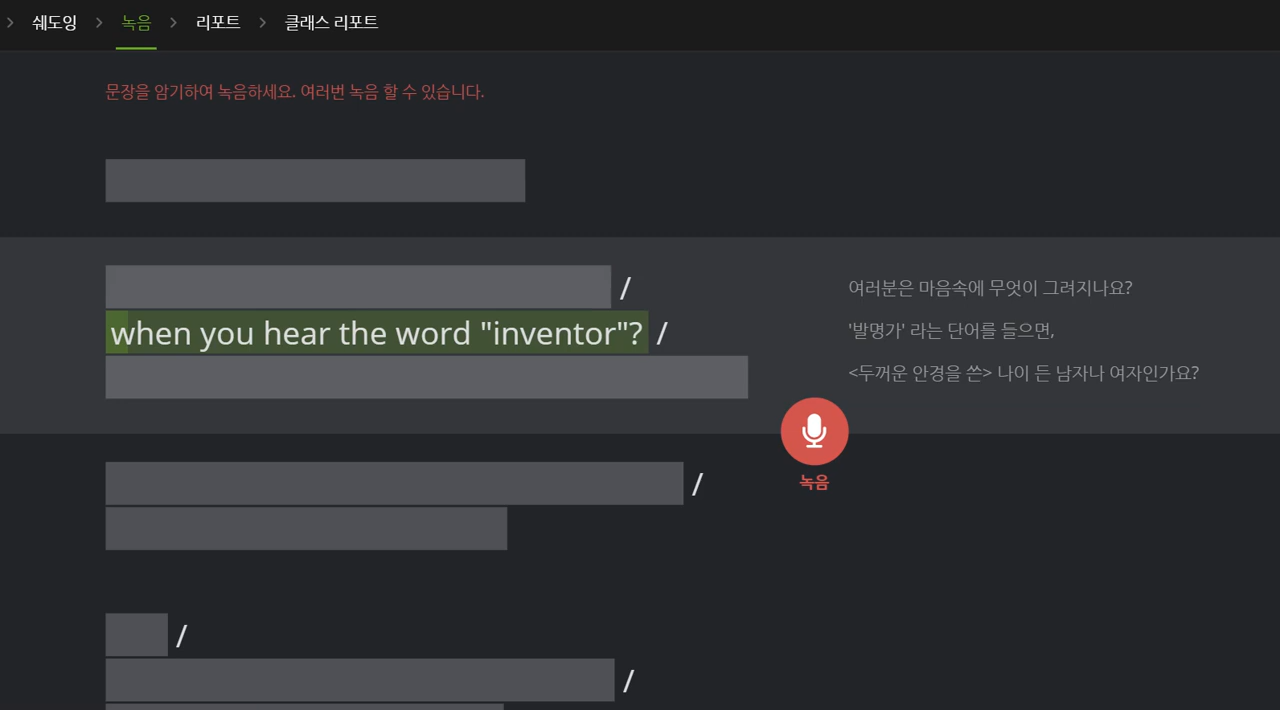 쉐도잉 녹음 리포트 클래스 리포트
문장을 암기하여 녹음하세요. 여러번 녹음 할 수 있습니다.
/
when you hear the word "inventor"? /
여러분은 마음속에 무엇이 그려지나요?
'발명가' 라는 단어를 들으면,
<두꺼운 안경을 쓴> 나이 든 남자나 여자인가요?
녹음
/
/
/